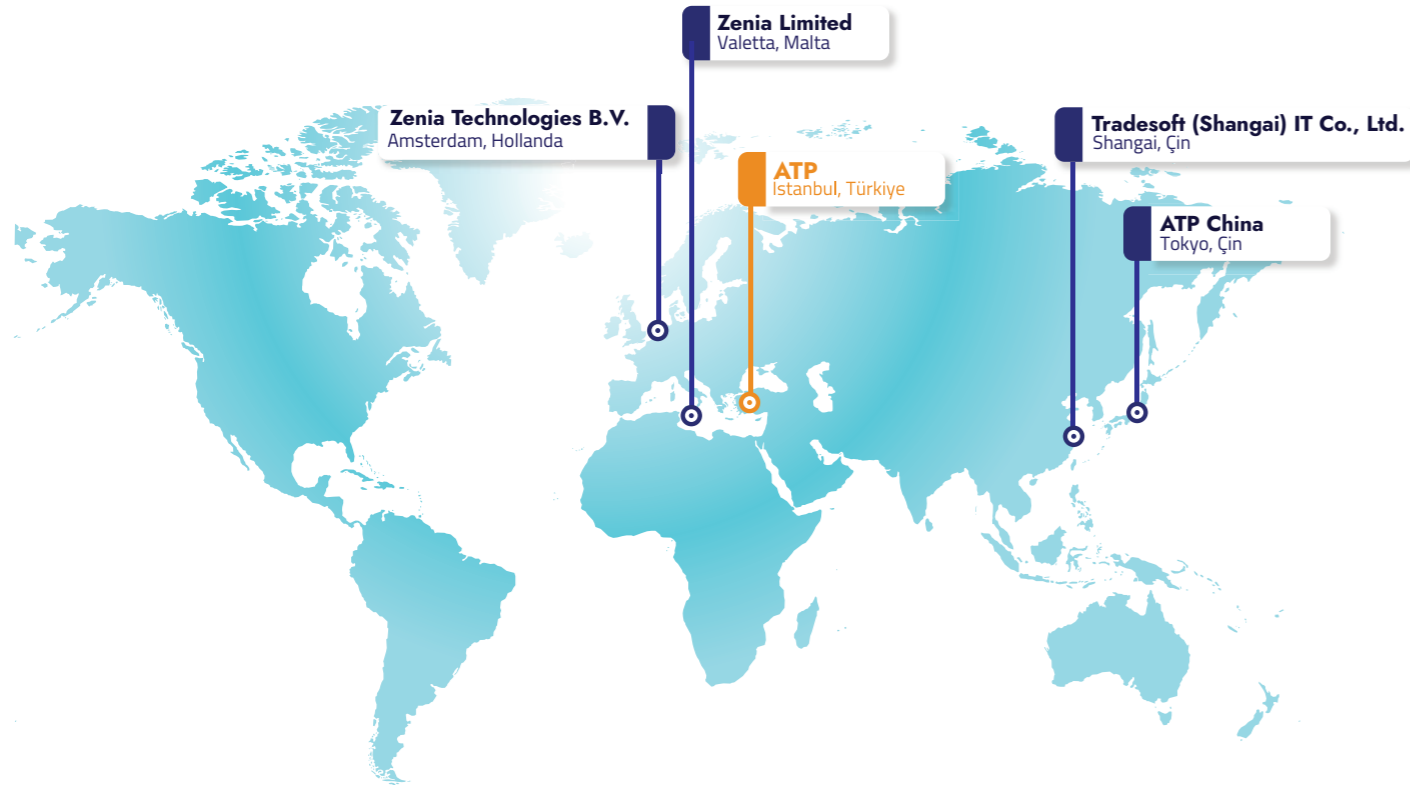 Zenia Limited
Valetta, Malta
Zenia Technologies B.V.
Amsterdam, Hollanda
Tradesoft (Shangai) IT Co., Ltd.
Shangai, Çin
ATP
İstanbul, Türkiye
ATP China
Tokyo, Çin